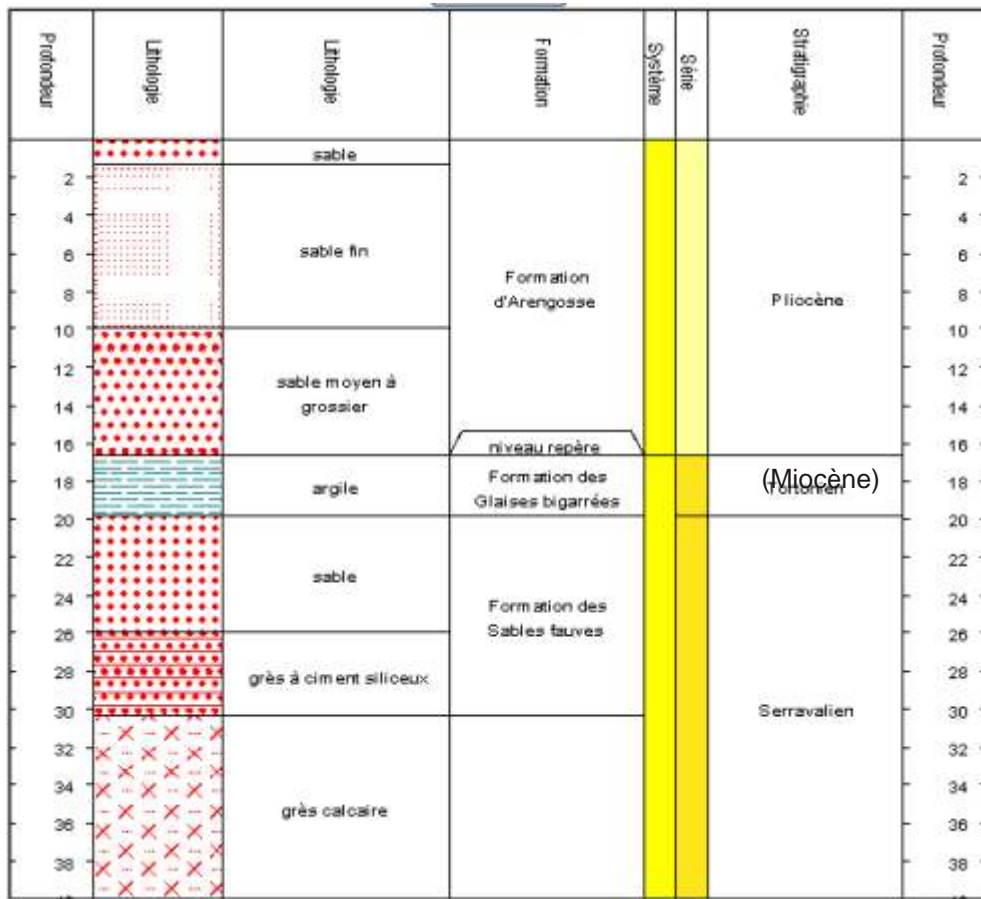 Profondeur
Lithologie
Lithologie
Formation
Système
Série
Stratigraphie
Profondeur
sable
2
2
4
4
sable fin
6
6
Formation
d'Arengosse
8
8
Pliocène
10
10
12
12
sable moyen à
grossier
14
14
16
niveau repère
16
18
argile
Formation des
Glaises bigarrées
(Miocène)
Tortonien
18
20
20
22
22
sable
24
24
Formation des
Sables fauves
26
26
28
grès à ciment siliceux
28
30
Serravalien
30
32
32
34
34
grès calcaire
36
36
38
38